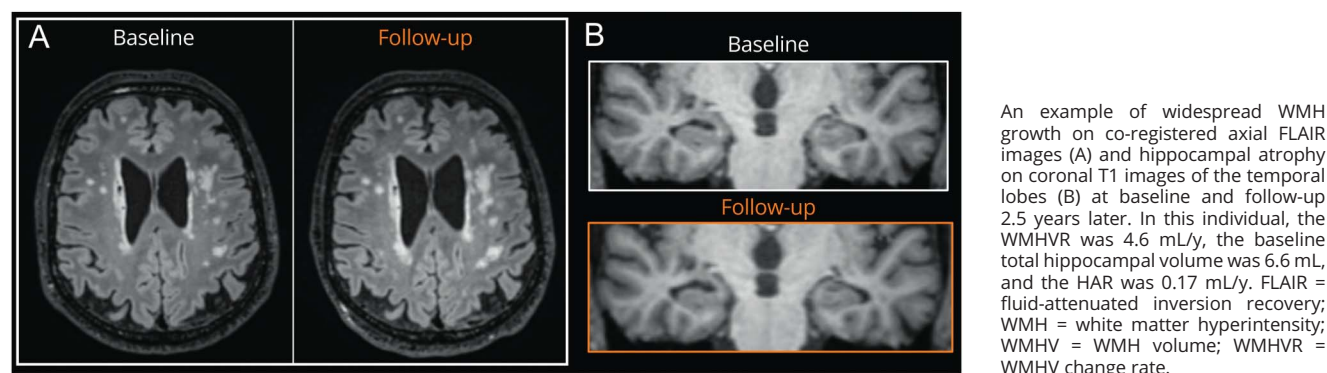 A
Baseline
Follow-up
B
Baseline
Follow-up
An example of widespread WMH
growth on co-registered axial FLAIR
images (A) and hippocampal atrophy
on coronal T1 images of the temporal
lobes (B) at baseline and follow-up
2.5 years later. In this individual, the
WMHVR was 4.6 mL/y, the baseline
total hippocampal volume was 6.6 mL,
and the HAR was 0.17 mL/y. FLAIR =
fluid-attenuated inversion recovery;
WMH = white matter hyperintensity;
WMHV = WMH volume; WMHVR =
WMHV change rate.